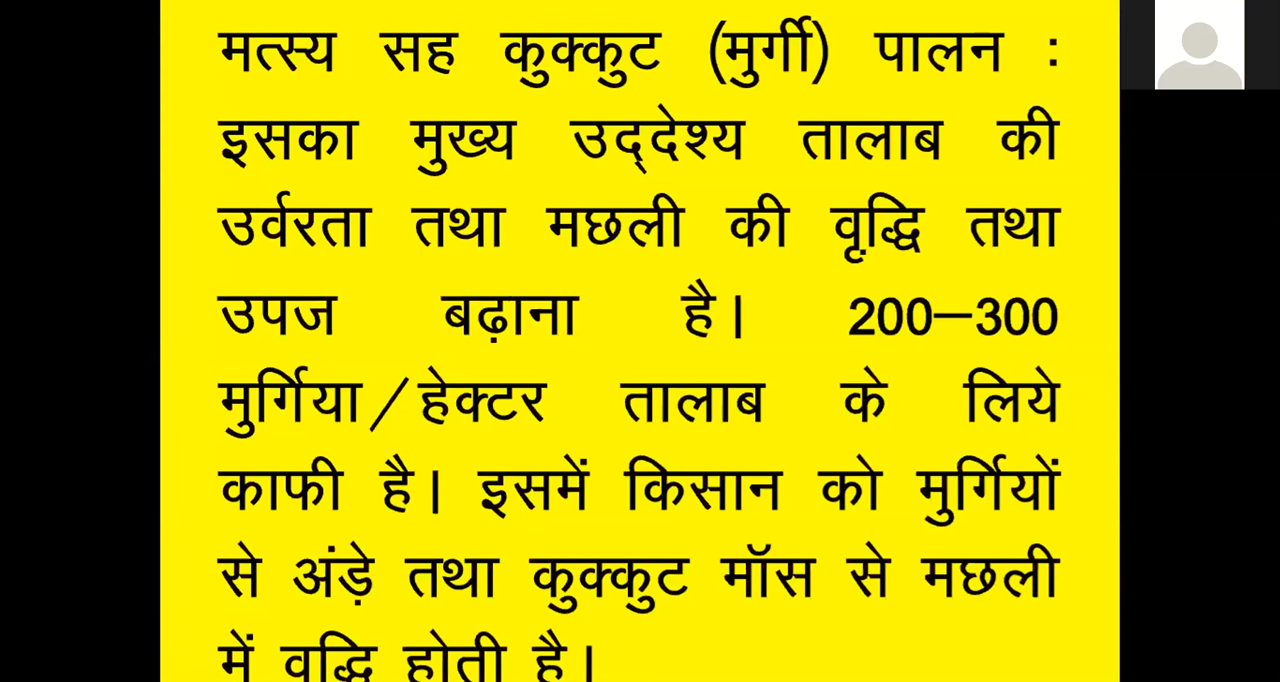 मत्स्य सह कुक्कुट (मुर्गी) पालन :
इसका मुख्य उद्देश्य तालाब की
उर्वरता तथा मछली की वृद्धि तथा
उपज बढ़ाना है। 200–300
मुर्गिया/हेक्टर तालाब के लिये
काफी है। इसमें किसान को मुर्गियों
से अंड़े तथा कुक्कुट मॉस से मछली
में वृद्धि होती है।